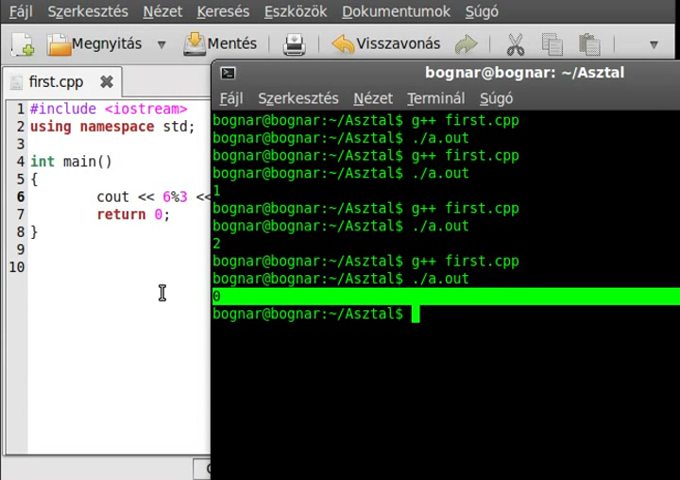 Fájl Szerkesztés Nézet Keresés Eszközök Dokumentumok Súgó
Megnyitás Mentés Visszavonás
first.cpp
1 #include <iostream>
2 using namespace std;
3
4 int main()
5 {
6 cout << 6%3 <<
7 return 0;
8 }
9
10
bognar@bognar: ~/Asztal
Fájl Szerkesztés Nézet Terminál Súgó
bognar@bognar:~/Asztal$ g++ first.cpp
bognar@bognar:~/Asztal$ ./a.out
bognar@bognar:~/Asztal$ g++ first.cpp
bognar@bognar:~/Asztal$ ./a.out
1
bognar@bognar:~/Asztal$ g++ first.cpp
bognar@bognar:~/Asztal$ ./a.out
2
bognar@bognar:~/Asztal$ g++ first.cpp
bognar@bognar:~/Asztal$ ./a.out
0
bognar@bognar:~/Asztal$